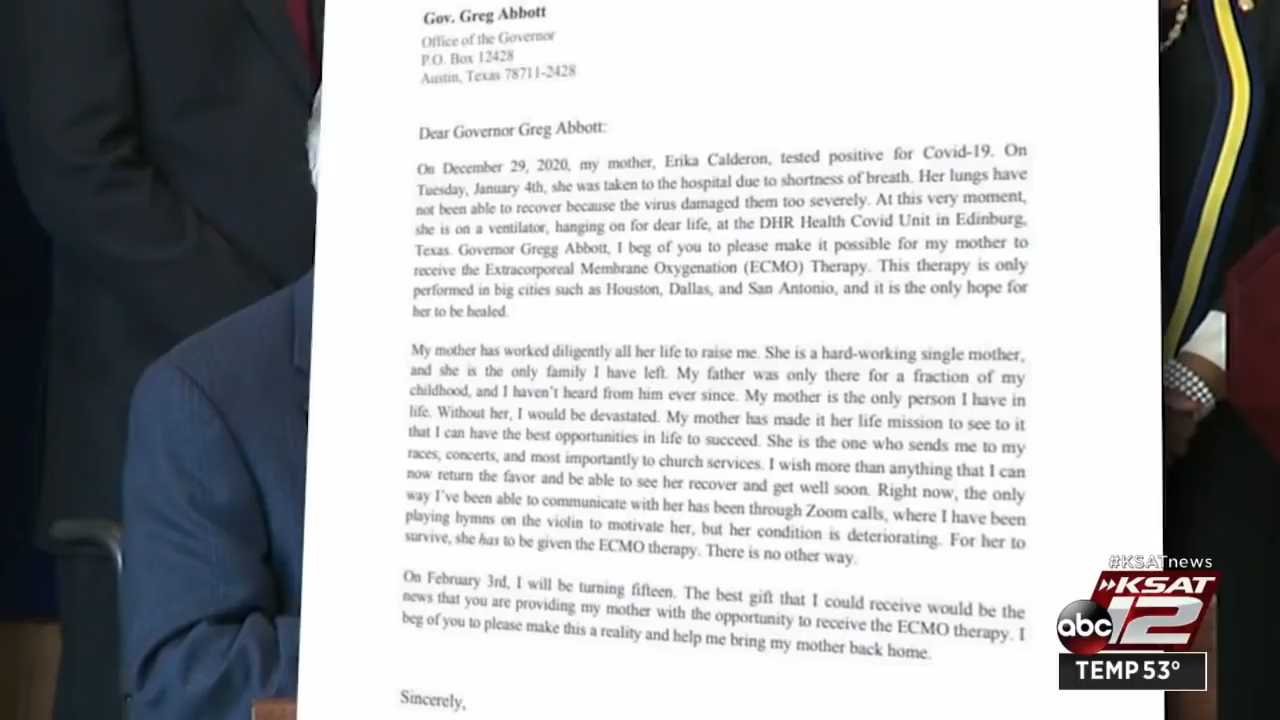 Gov. Greg Abbott
Office of the Governor
P.O. Box 12428
Austin, Texas 78711-2428
Dear Governor Greg Abbott:
On December 29, 2020, my mother, Erika Calderon, tested positive for Covid-19. On
Tuesday, January 4th, she was taken to the hospital due to shortness of breath. Her lungs have
not been able to recover because the virus damaged them too severely. At this very moment,
she is on a ventilator, hanging on for dear life, at the DHR Health Covid Unit in Edinburg,
Texas. Governor Gregg Abbott, I beg of you to please make it possible for my mother to
receive the Extracorporeal Membrane Oxygenation (ECMO) Therapy. This therapy is only
performed in big cities such as Houston, Dallas, and San Antonio, and it is the only hope for
her to be healed.
My mother has worked diligently all her life to raise me. She is a hard-working single mother,
and she is the only family I have left. My father was only there for a fraction of my
childhood, and I haven't heard from him ever since. My mother is the only person I have in
life. Without her, I would be devastated. My mother has made it her life mission to see to it
that I can have the best opportunities in life to succeed. She is the one who sends me to my
races, concerts, and most importantly to church services. I wish more than anything that I can
now return the favor and be able to see her recover and get well soon. Right now, the only
way I've been able to communicate with her has been through Zoom calls, where I have been
playing hymns on the violin to motivate her, but her condition is deteriorating. For her to
survive, she has to be given the ECMO therapy. There is no other way.
On February 3rd, I will be turning fifteen. The best gift that I could receive would be the
news that you are providing my mother with the opportunity to receive the ECMO therapy. I
beg of you to please make this a reality and help me bring my mother back home.
Sincerely,
#KSATnews
KSAT
abc 12
TEMP 53°